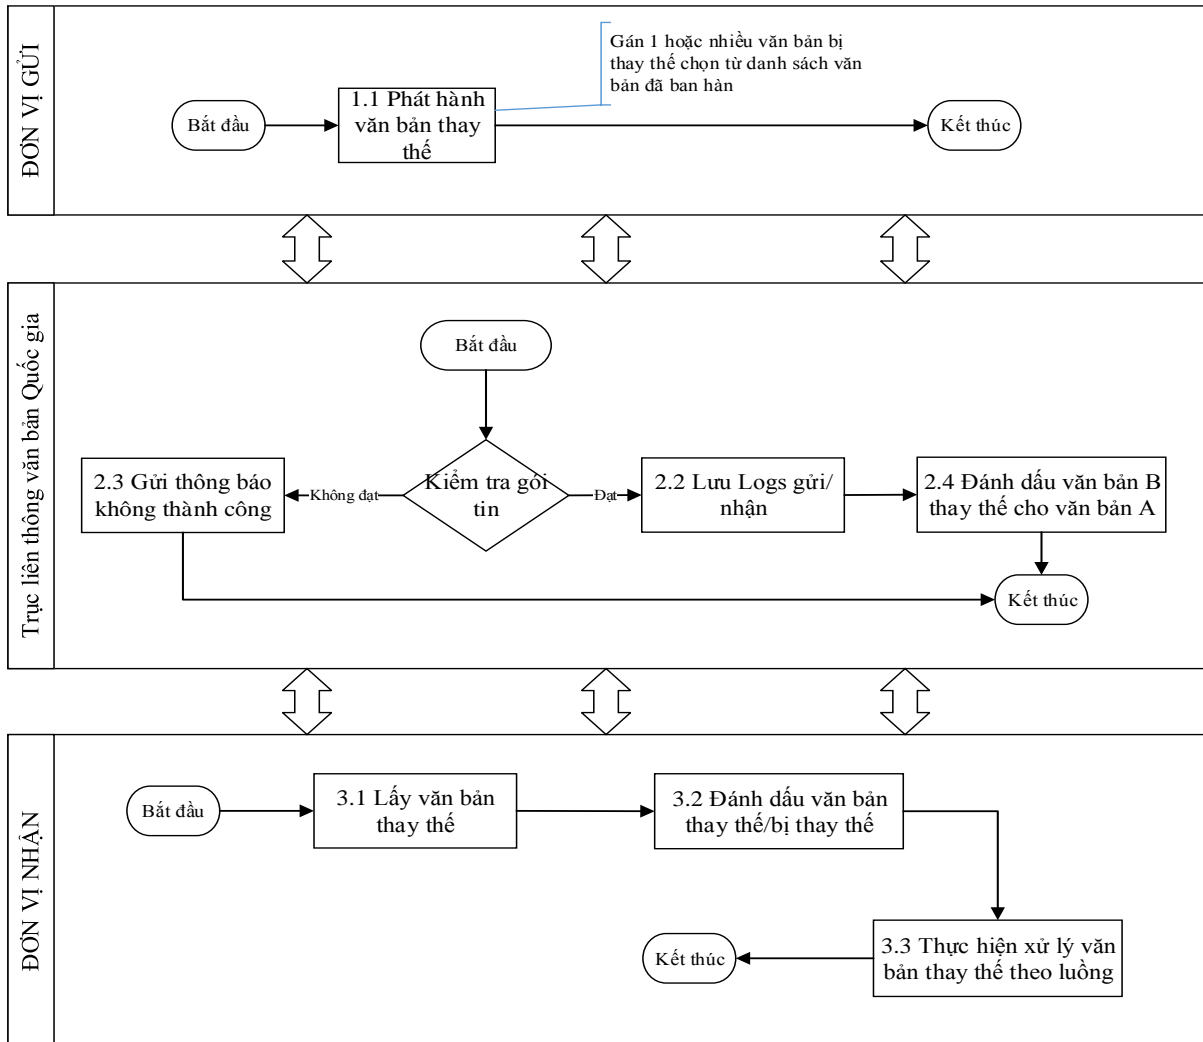 ĐƠN VỊ GỬI
Gán 1 hoặc nhiều văn bản bị
thay thế chọn từ danh sách văn
bản đã ban hàn
Bắt đầu
1.1 Phát hành
văn bản thay
thế
Kết thúc
Trục liên thông văn bản Quốc gia
Bắt đầu
2.3 Gửi thông báo
không thành công
Không đạt
Kiểm tra gói
tin
Đạt
2.2 Lưu Logs gửi/
nhận
2.4 Đánh dấu văn bản B
thay thế cho văn bản A
Kết thúc
ĐƠN VỊ NHẬN
Bắt đầu
3.1 Lấy văn bản
thay thế
3.2 Đánh dấu văn bản
thay thế/bị thay thế
Kết thúc
3.3 Thực hiện xử lý văn
bản thay thế theo luồng